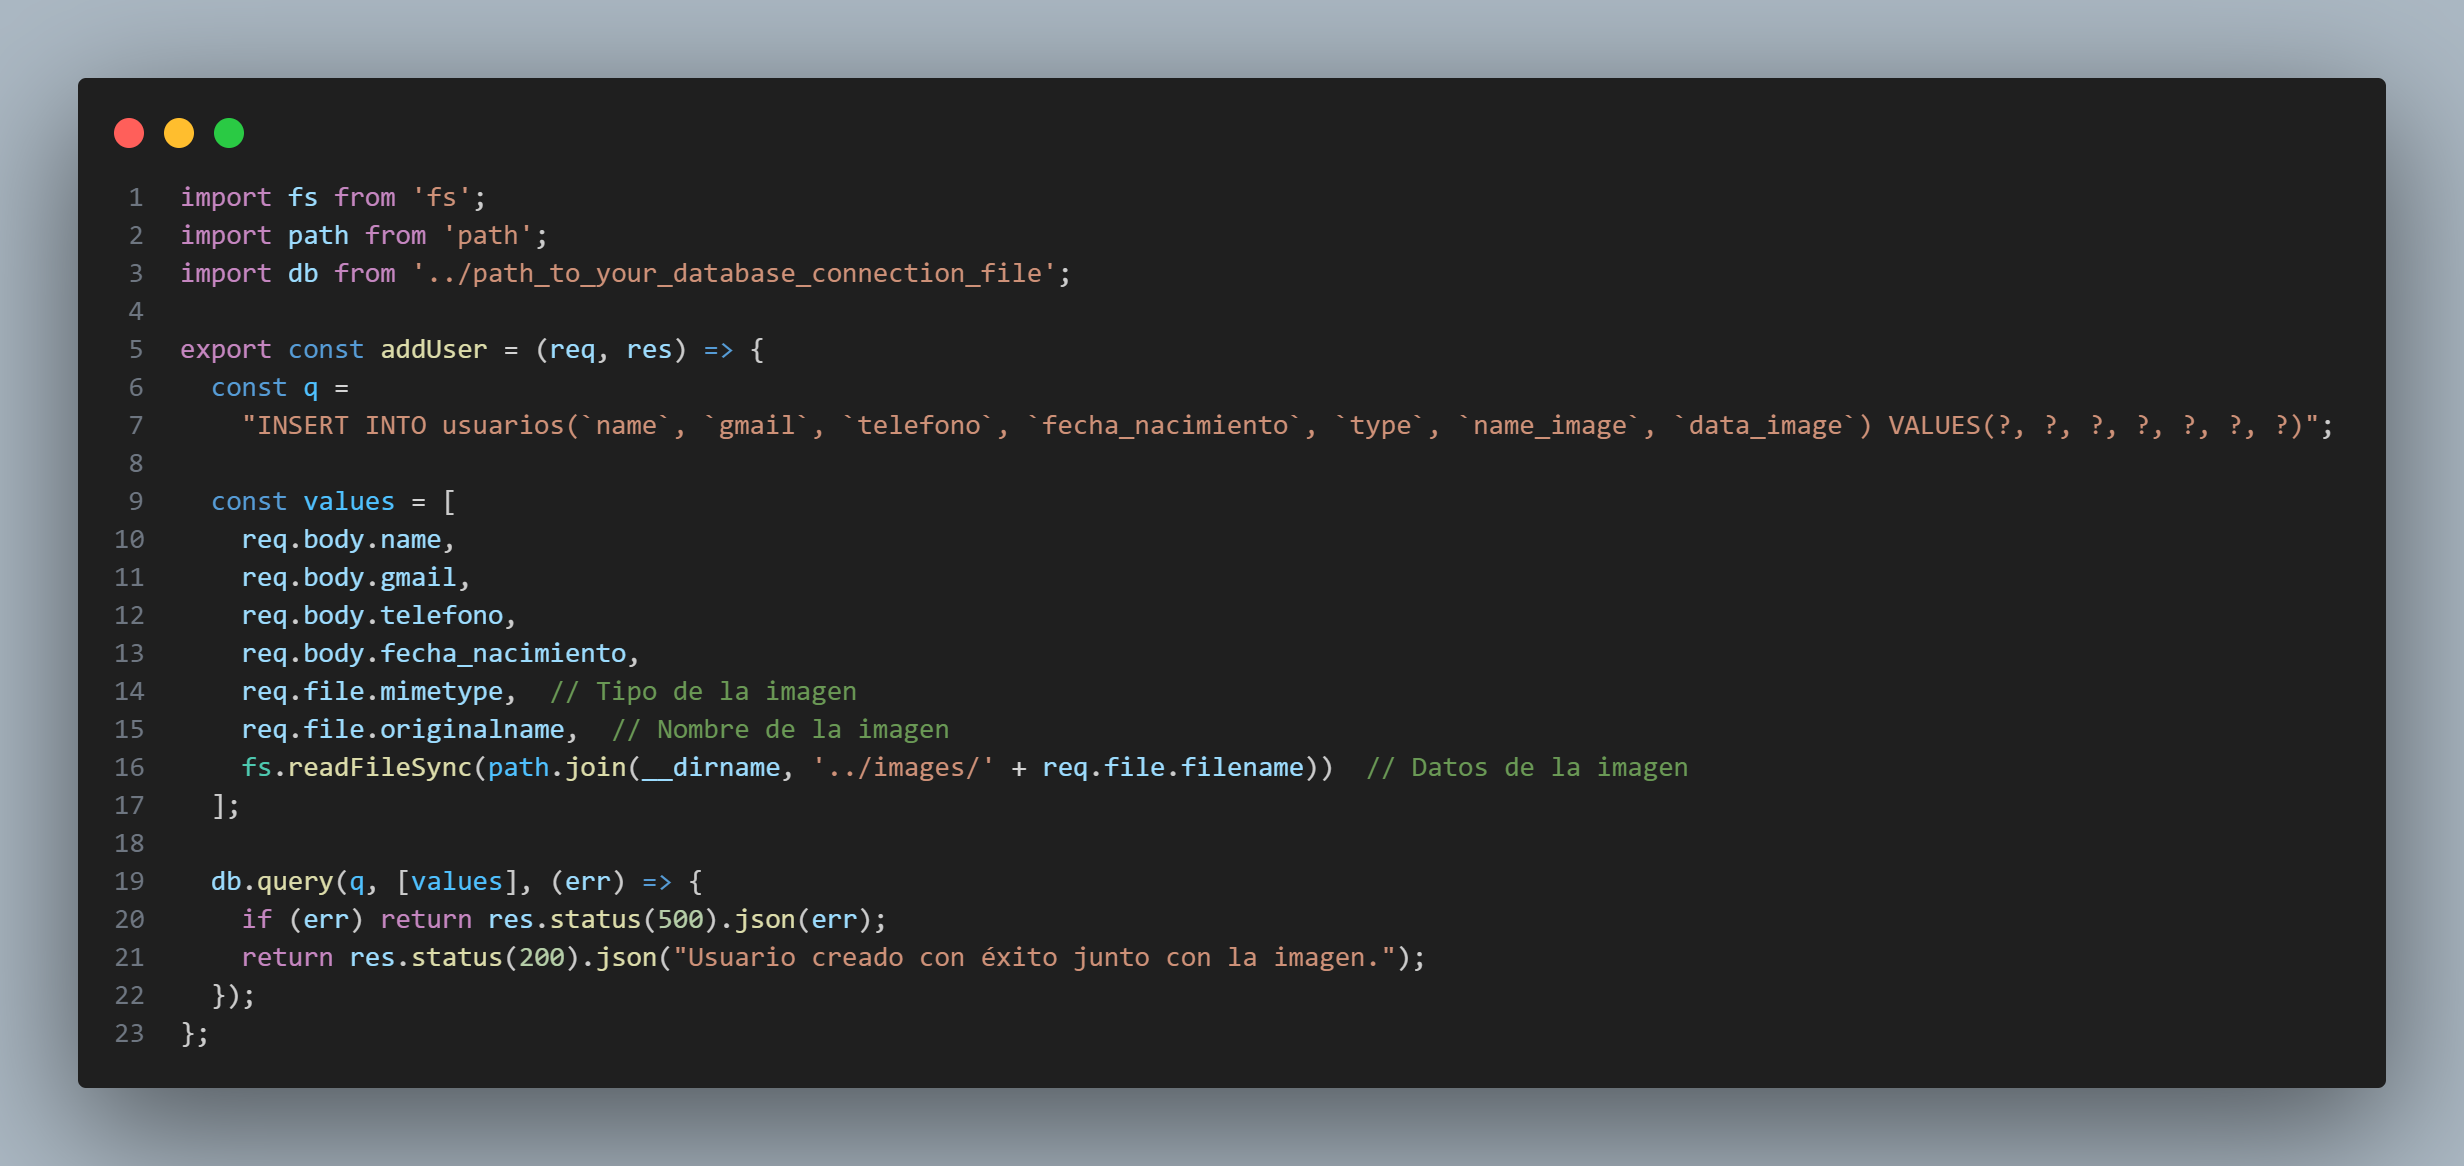 1 import fs from 'fs';
2 import path from 'path';
3 import db from '../path_to_your_database_connection_file';
4
5 export const addUser = (req, res) => {
6   const q =
7     "INSERT INTO usuarios(`name`, `gmail`, `telefono`, `fecha_nacimiento`, `type`, `name_image`, `data_image`) VALUES(?, ?, ?, ?, ?, ?, ?)";
8
9   const values = [
10     req.body.name,
11     req.body.gmail,
12     req.body.telefono,
13     req.body.fecha_nacimiento,
14     req.file.mimetype,  // Tipo de la imagen
15     req.file.originalname,  // Nombre de la imagen
16     fs.readFileSync(path.join(__dirname, '../images/' + req.file.filename))  // Datos de la imagen
17   ];
18
19   db.query(q, [values], (err) => {
20     if (err) return res.status(500).json(err);
21     return res.status(200).json("Usuario creado con éxito junto con la imagen.");
22   });
23 };